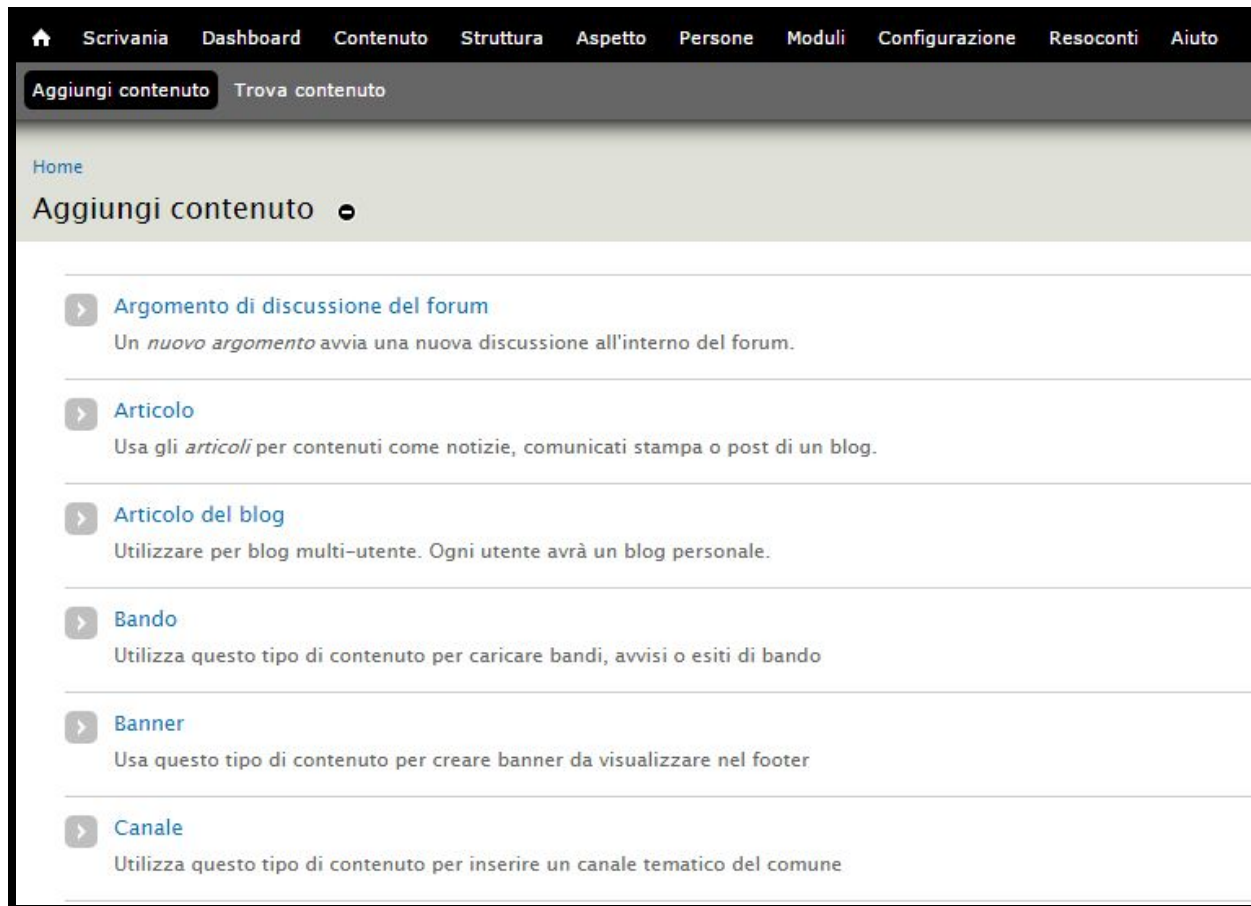 Scrivania Dashboard Contenuto Struttura Aspetto Persone Moduli Configurazione Resoconti Aiuto
Aggiungi contenuto Trova contenuto
Home
Aggiungi contenuto
Argomento di discussione del forum
Un nuovo argomento avvia una nuova discussione all'interno del forum.
Articolo
Usa gli articoli per contenuti come notizie, comunicati stampa o post di un blog.
Articolo del blog
Utilizzare per blog multi-utente. Ogni utente avrà un blog personale.
Bando
Utilizza questo tipo di contenuto per caricare bandi, avvisi o esiti di bando
Banner
Usa questo tipo di contenuto per creare banner da visualizzare nel footer
Canale
Utilizza questo tipo di contenuto per inserire un canale tematico del comune